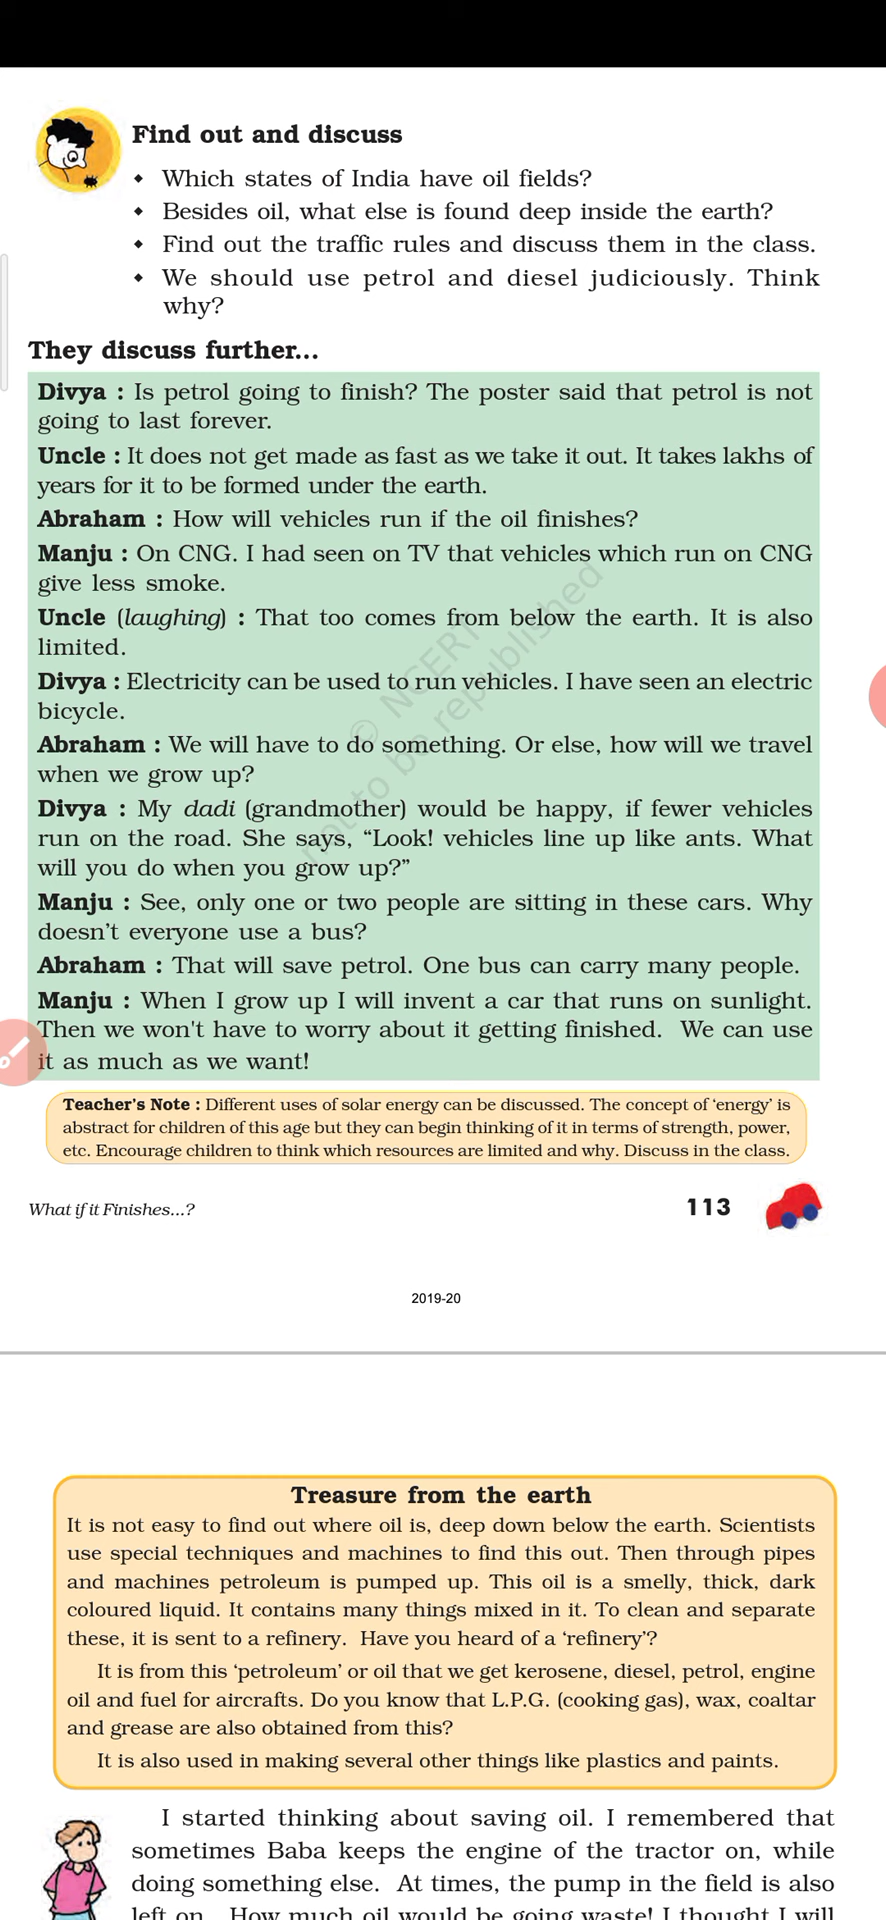 Find out and discuss
◆ Which states of India have oil fields?
◆ Besides oil, what else is found deep inside the earth?
◆ Find out the traffic rules and discuss them in the class.
◆ We should use petrol and diesel judiciously. Think
why?
They discuss further...
Divya : Is petrol going to finish? The poster said that petrol is not
going to last forever.
Uncle : It does not get made as fast as we take it out. It takes lakhs of
years for it to be formed under the earth.
Abraham : How will vehicles run if the oil finishes?
Manju : On CNG. I had seen on TV that vehicles which run on CNG
give less smoke.
Uncle (laughing) : That too comes from below the earth. It is also
limited.
Divya : Electricity can be used to run vehicles. I have seen an electric
bicycle.
Abraham : We will have to do something. Or else, how will we travel
when we grow up?
Divya : My dadi (grandmother) would be happy, if fewer vehicles
run on the road. She says, “Look! vehicles line up like ants. What
will you do when you grow up?”
Manju : See, only one or two people are sitting in these cars. Why
doesn’t everyone use a bus?
Abraham : That will save petrol. One bus can carry many people.
Manju : When I grow up I will invent a car that runs on sunlight.
Then we won't have to worry about it getting finished. We can use
it as much as we want!
© NCERT
not to be republished
Teacher’s Note : Different uses of solar energy can be discussed. The concept of ‘energy’ is
abstract for children of this age but they can begin thinking of it in terms of strength, power,
etc. Encourage children to think which resources are limited and why. Discuss in the class.
What if it Finishes...? 113
2019-20
Treasure from the earth
It is not easy to find out where oil is, deep down below the earth. Scientists
use special techniques and machines to find this out. Then through pipes
and machines petroleum is pumped up. This oil is a smelly, thick, dark
coloured liquid. It contains many things mixed in it. To clean and separate
these, it is sent to a refinery. Have you heard of a ‘refinery’?
It is from this ‘petroleum’ or oil that we get kerosene, diesel, petrol, engine
oil and fuel for aircrafts. Do you know that L.P.G. (cooking gas), wax, coaltar
and grease are also obtained from this?
It is also used in making several other things like plastics and paints.
I started thinking about saving oil. I remembered that
sometimes Baba keeps the engine of the tractor on, while
doing something else. At times, the pump in the field is also
left on. How much oil would be going waste! I thought I will